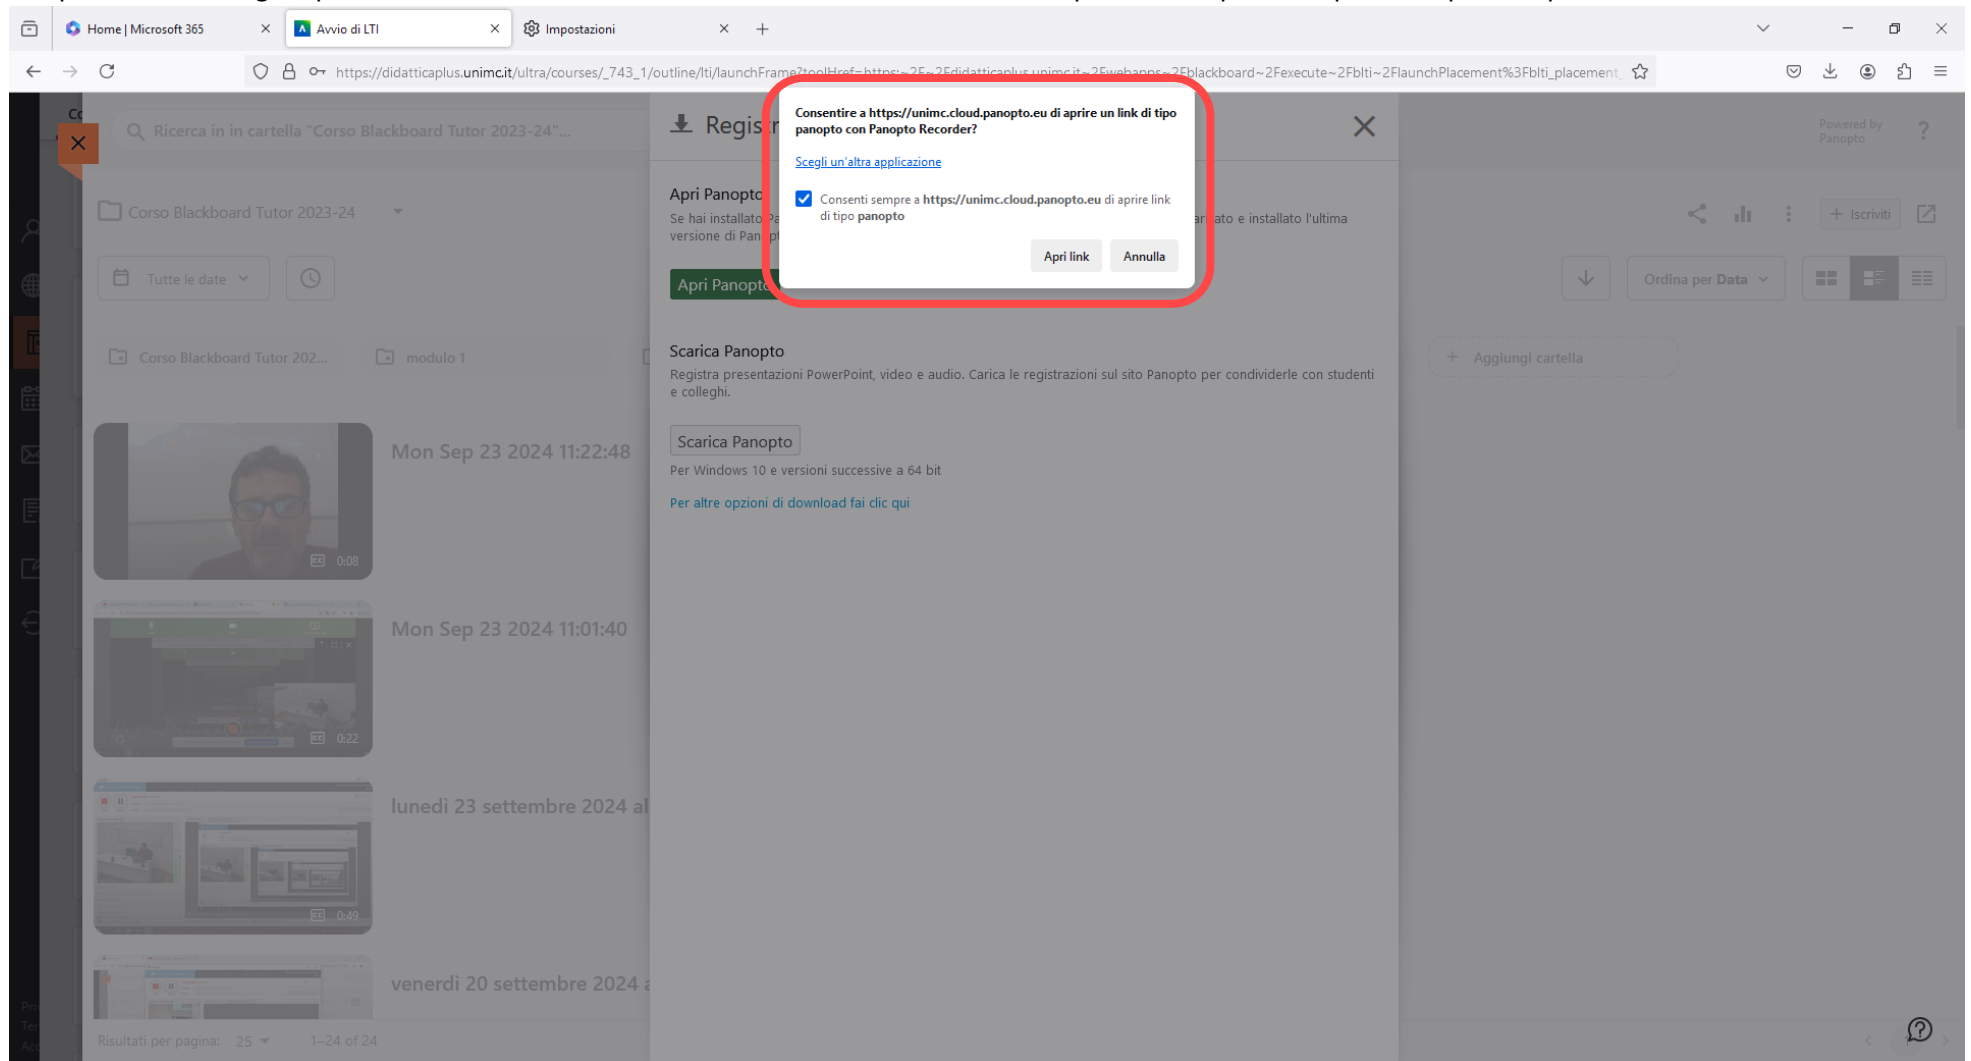 Home | Microsoft 365
Avvio di LTI
Impostazioni
https://didatticaplus.unimc.it/ultra/courses/_743_1/outline/lti/launchFrame?toolHref=https:~2F~2Fdidatticaplus.unimc.it~2Fwebapps~2Fblackboard~2Fexecute~2Fblti~2FlaunchPlacement%3Fblti_placement_
Ricerca in in cartella "Corso Blackboard Tutor 2023-24"...
Registr
Powered by
Panopto
?
Consentire a https://unimc.cloud.panopto.eu di aprire un link di tipo
panopto con Panopto Recorder?
Scegli un'altra applicazione
Consenti sempre a https://unimc.cloud.panopto.eu di aprire link
di tipo panopto
Apri link
Annulla
Corso Blackboard Tutor 2023-24
Apri Panopto
Se hai installato Pa
ato e installato l'ultima
versione di Panopt
Apri Panopto
+ Iscriviti
Tutte le date
Ordina per Data
Corso Blackboard Tutor 202...
modulo 1
+ Aggiungi cartella
Scarica Panopto
Registra presentazioni PowerPoint, video e audio. Carica le registrazioni sul sito Panopto per condividerle con studenti
e colleghi.
Scarica Panopto
Per Windows 10 e versioni successive a 64 bit
Per altre opzioni di download fai clic qui
Mon Sep 23 2024 11:22:48
0:08
Mon Sep 23 2024 11:01:40
0:22
lunedì 23 settembre 2024 al
0:49
venerdì 20 settembre 2024 a
Risultati per pagina: 25
1–24 of 24